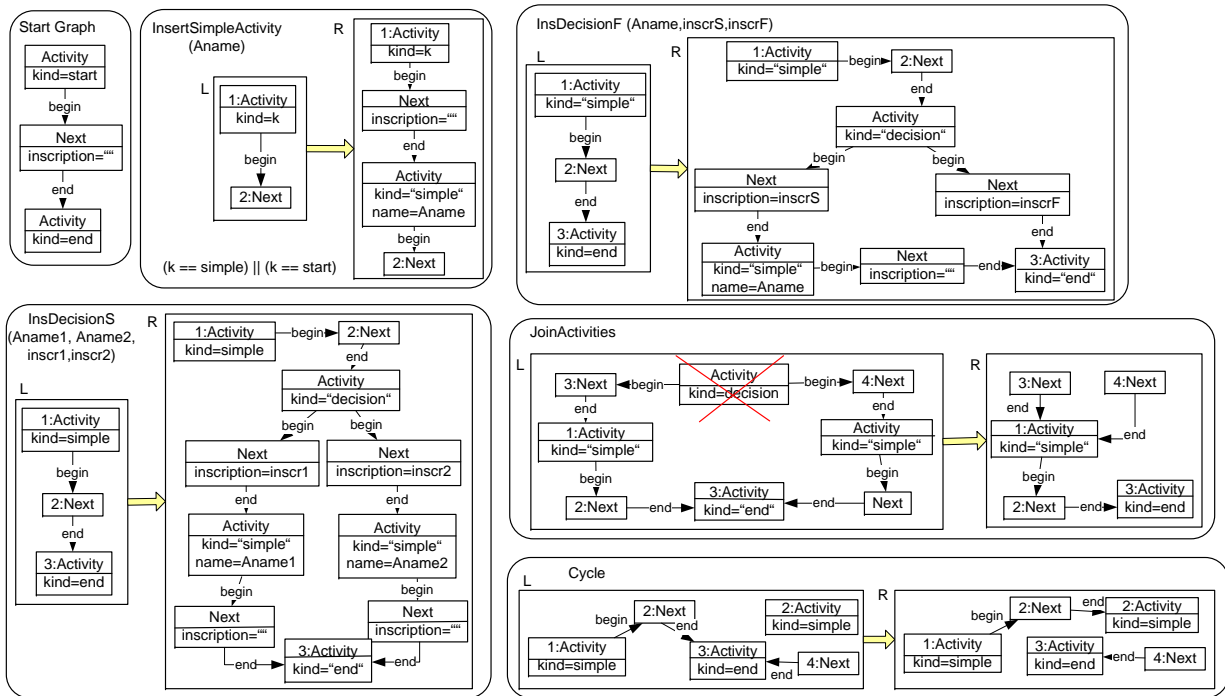 Start Graph
Activity
kind=start
begin
Next
inscription=““
end
Activity
kind=end
InsertSimpleActivity
(Aname)
L
1:Activity
kind=k
begin
2:Next
(k == simple) || (k == start)
R
1:Activity
kind=k
begin
Next
inscription=““
end
Activity
kind=“simple“
name=Aname
begin
2:Next
InsDecisionF (Aname,inscrS,inscrF)
L
1:Activity
kind=“simple“
begin
2:Next
end
3:Activity
kind=end
R
1:Activity
kind=“simple“
begin
2:Next
end
Activity
kind=“decision“
begin
begin
Next
inscription=inscrS
Next
inscription=inscrF
end
end
Activity
kind=“simple“
name=Aname
begin
Next
inscription=““
end
3:Activity
kind=“end“
InsDecisionS
(Aname1, Aname2,
inscr1,inscr2)
L
1:Activity
kind=simple
begin
2:Next
end
3:Activity
kind=end
R
1:Activity
kind=simple
begin
2:Next
end
Activity
kind=“decision“
begin
begin
Next
inscription=inscr1
Next
inscription=inscr2
end
end
Activity
kind=“simple“
name=Aname1
Activity
kind=“simple“
name=Aname2
begin
begin
Next
inscription=““
Next
inscription=““
end
3:Activity
kind=“end“
end
JoinActivities
L
3:Next
begin
Activity
kind=decision
begin
4:Next
end
end
1:Activity
kind=“simple“
Activity
kind=“simple“
begin
begin
2:Next
end
3:Activity
kind=“end“
end
Next
R
3:Next
4:Next
end
end
1:Activity
kind=“simple“
begin
2:Next
end
3:Activity
kind=end
Cycle
L
2:Next
2:Activity
kind=simple
begin
end
1:Activity
kind=simple
3:Activity
kind=end
end
4:Next
R
2:Next
end
2:Activity
kind=simple
begin
1:Activity
kind=simple
3:Activity
kind=end
end
4:Next